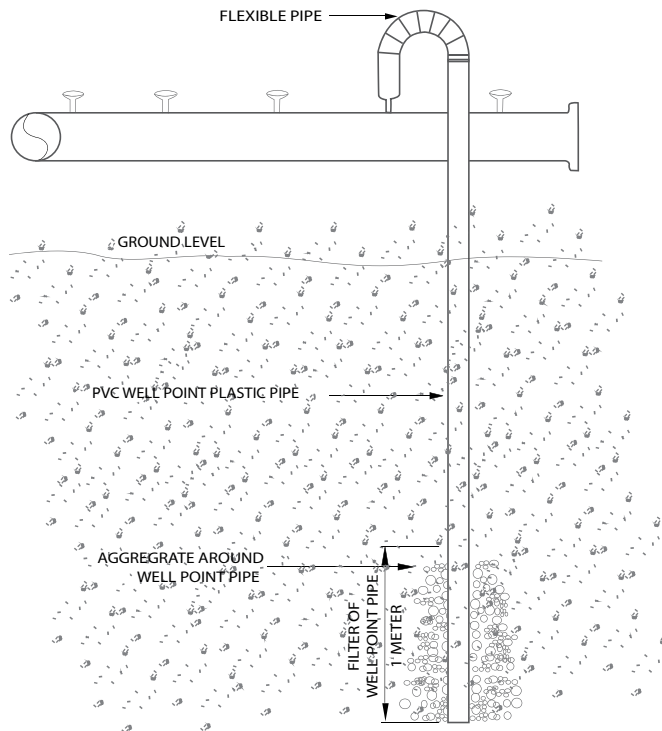 FLEXIBLE PIPE
GROUND LEVEL
PVC WELL POINT PLASTIC PIPE
AGGREGRATE AROUND
WELL POINT PIPE
FILTER OF
WELL POINT PIPE
1 METER